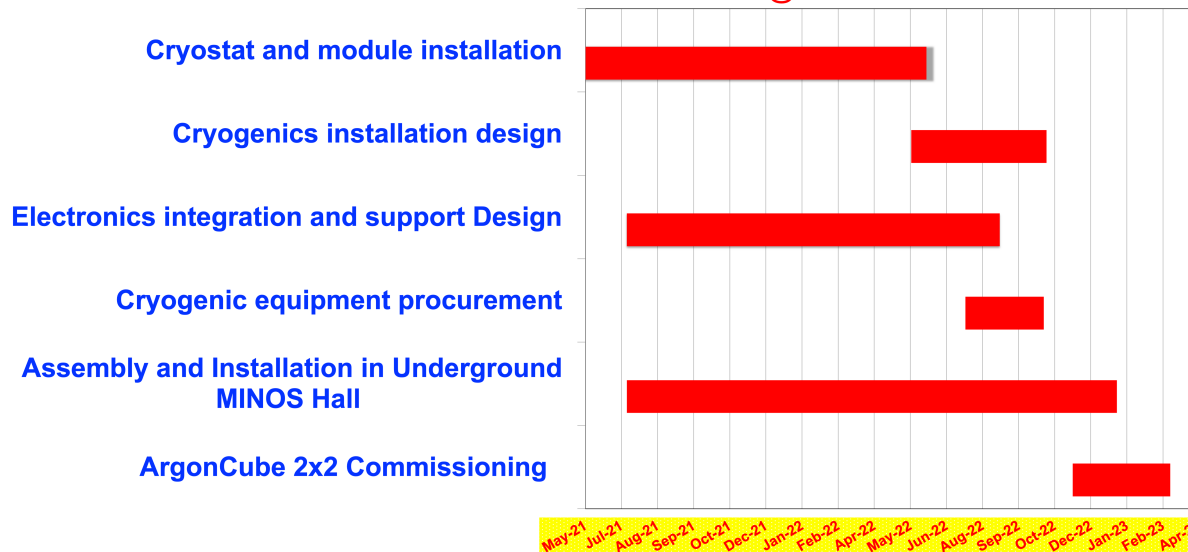 Cryostat and module installation
Cryogenics installation design
Electronics integration and support Design
Cryogenic equipment procurement
Assembly and Installation in Underground
MINOS Hall
ArgonCube 2x2 Commissioning
May-21 Jul-21 Aug-21 Sep-21 Oct-21 Dec-21 Jan-22 Feb-22 Apr-22 May-22 Jun-22 Aug-22 Sep-22 Oct-22 Dec-22 Jan-23 Feb-23